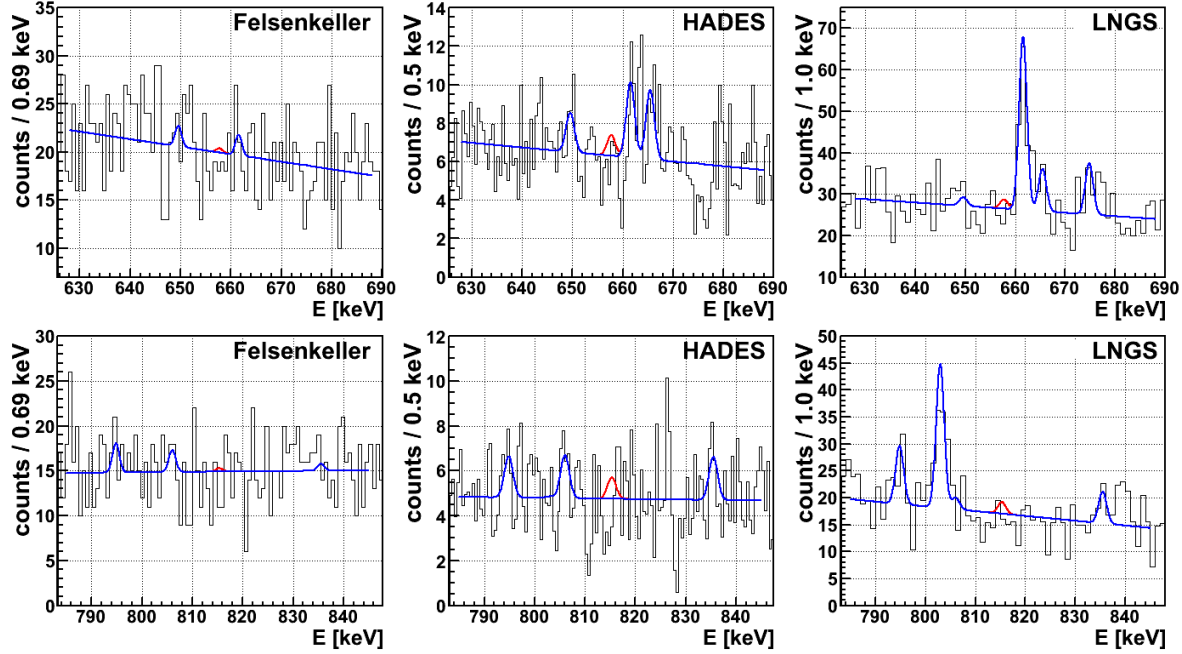 Felsenkeller
counts / 0.69 keV
35
30
25
20
15
10
630 640 650 660 670 680 690
E [keV]
HADES
counts / 0.5 keV
14
12
10
8
6
4
2
0
630 640 650 660 670 680 690
E [keV]
LNGS
counts / 1.0 keV
70
60
50
40
30
20
10
630 640 650 660 670 680 690
E [keV]
Felsenkeller
counts / 0.69 keV
30
25
20
15
10
5
0
790 800 810 820 830 840
E [keV]
HADES
counts / 0.5 keV
12
10
8
6
4
2
0
790 800 810 820 830 840
E [keV]
LNGS
counts / 1.0 keV
50
45
40
35
30
25
20
15
10
5
0
790 800 810 820 830 840
E [keV]